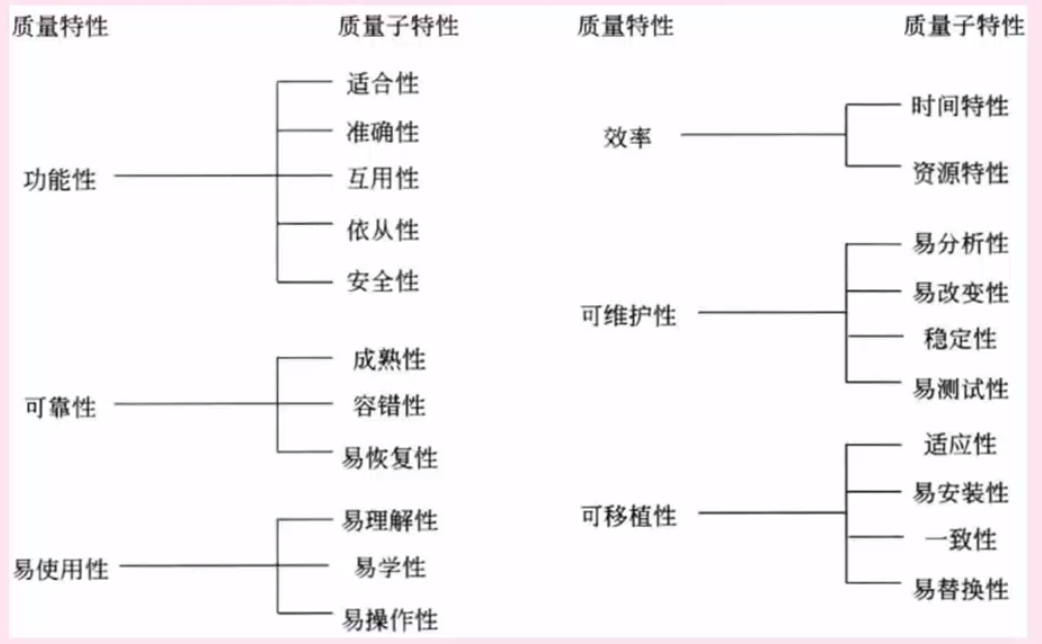 质量特性 质量子特性 质量特性 质量子特性
功能性
适合性
准确性
互用性
依从性
安全性
可靠性
成熟性
容错性
易恢复性
易使用性
易理解性
易学性
易操作性
效率
时间特性
资源特性
可维护性
易分析性
易改变性
稳定性
易测试性
可移植性
适应性
易安装性
一致性
易替换性